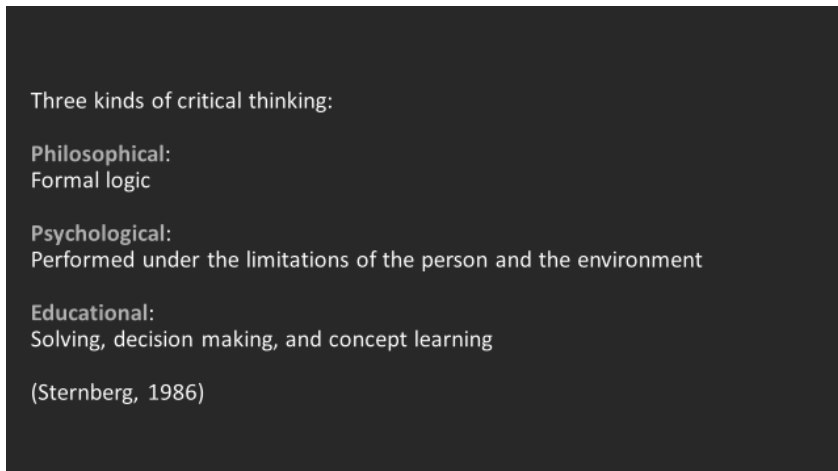 Three kinds of critical thinking:
Philosophical:
Formal logic
Psychological:
Performed under the limitations of the person and the environment
Educational:
Solving, decision making, and concept learning
(Sternberg, 1986)